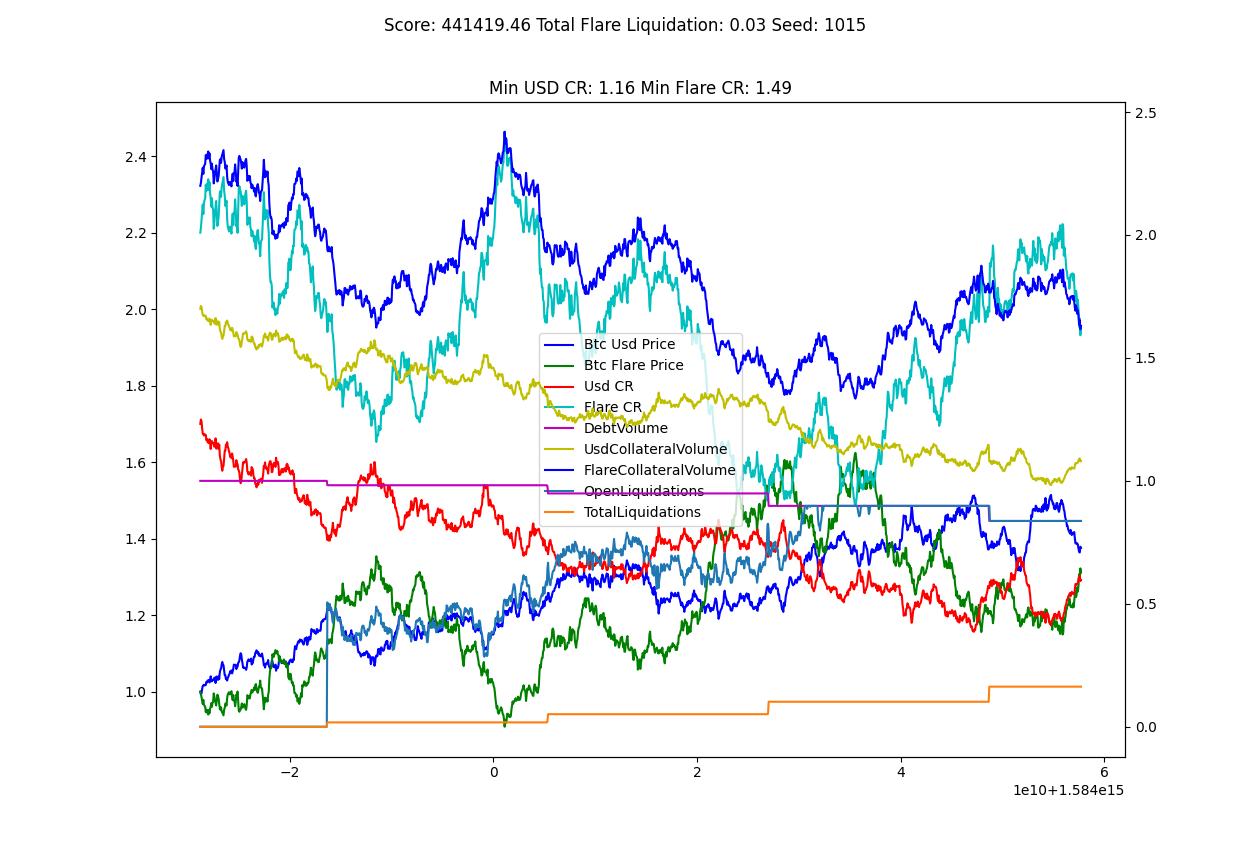 Score: 441419.46 Total Flare Liquidation: 0.03 Seed: 1015
Min USD CR: 1.16 Min Flare CR: 1.49
2.4
2.2
2.0
1.8
1.6
1.4
1.2
1.0
2.5
2.0
1.5
1.0
0.5
0.0
Btc Usd Price
Btc Flare Price
Usd CR
Flare CR
DebtVolume
UsdCollateralVolume
FlareCollateralVolume
OpenLiquidations
TotalLiquidations
−2 0 2 4 6
1e10+1.584e15